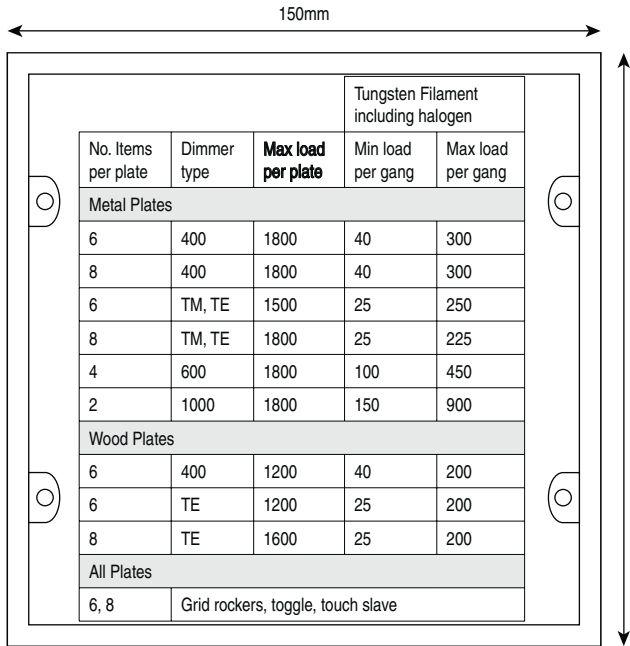 150mm
Tungsten Filament
including halogen
No. Items per plate Dimmer type Max load per plate Min load per gang Max load per gang
Metal Plates
6 400 1800 40 300
8 400 1800 40 300
6 TM, TE 1500 25 250
8 TM, TE 1800 25 225
4 600 1800 100 450
2 1000 1800 150 900
Wood Plates
6 400 1200 40 200
6 TE 1200 25 200
8 TE 1600 25 200
All Plates
6, 8 Grid rockers, toggle, touch slave